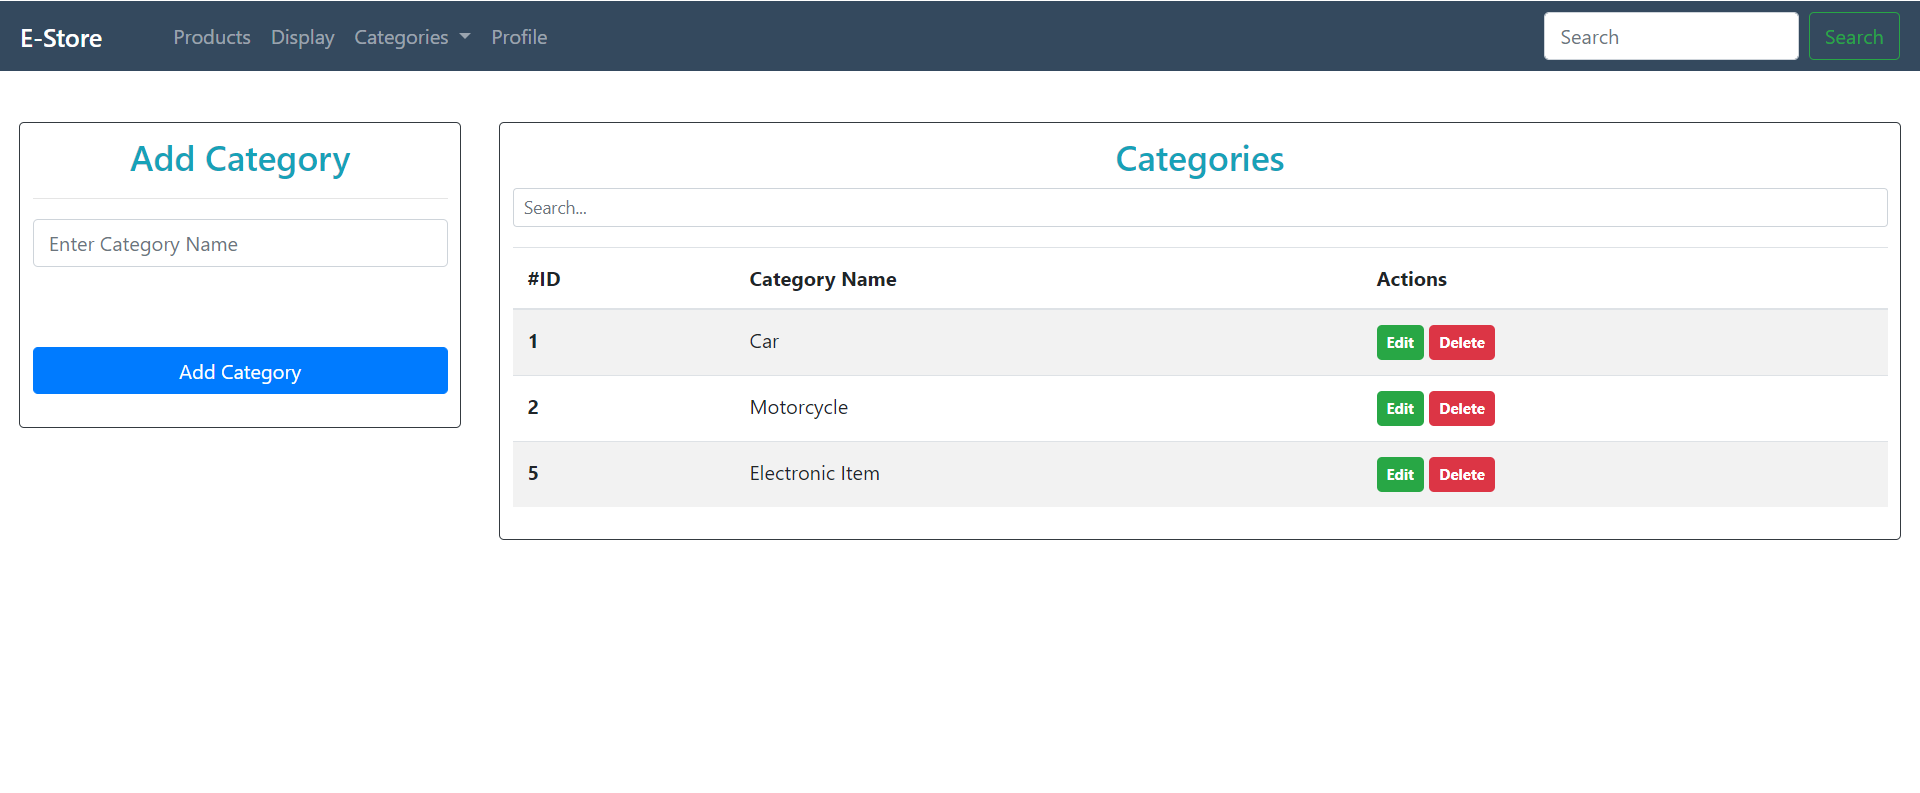 E-Store Products Display Categories Profile Search Search
Add Category
Enter Category Name
Add Category
Categories
Search...
#ID Category Name Actions
1 Car Edit Delete
2 Motorcycle Edit Delete
5 Electronic Item Edit Delete